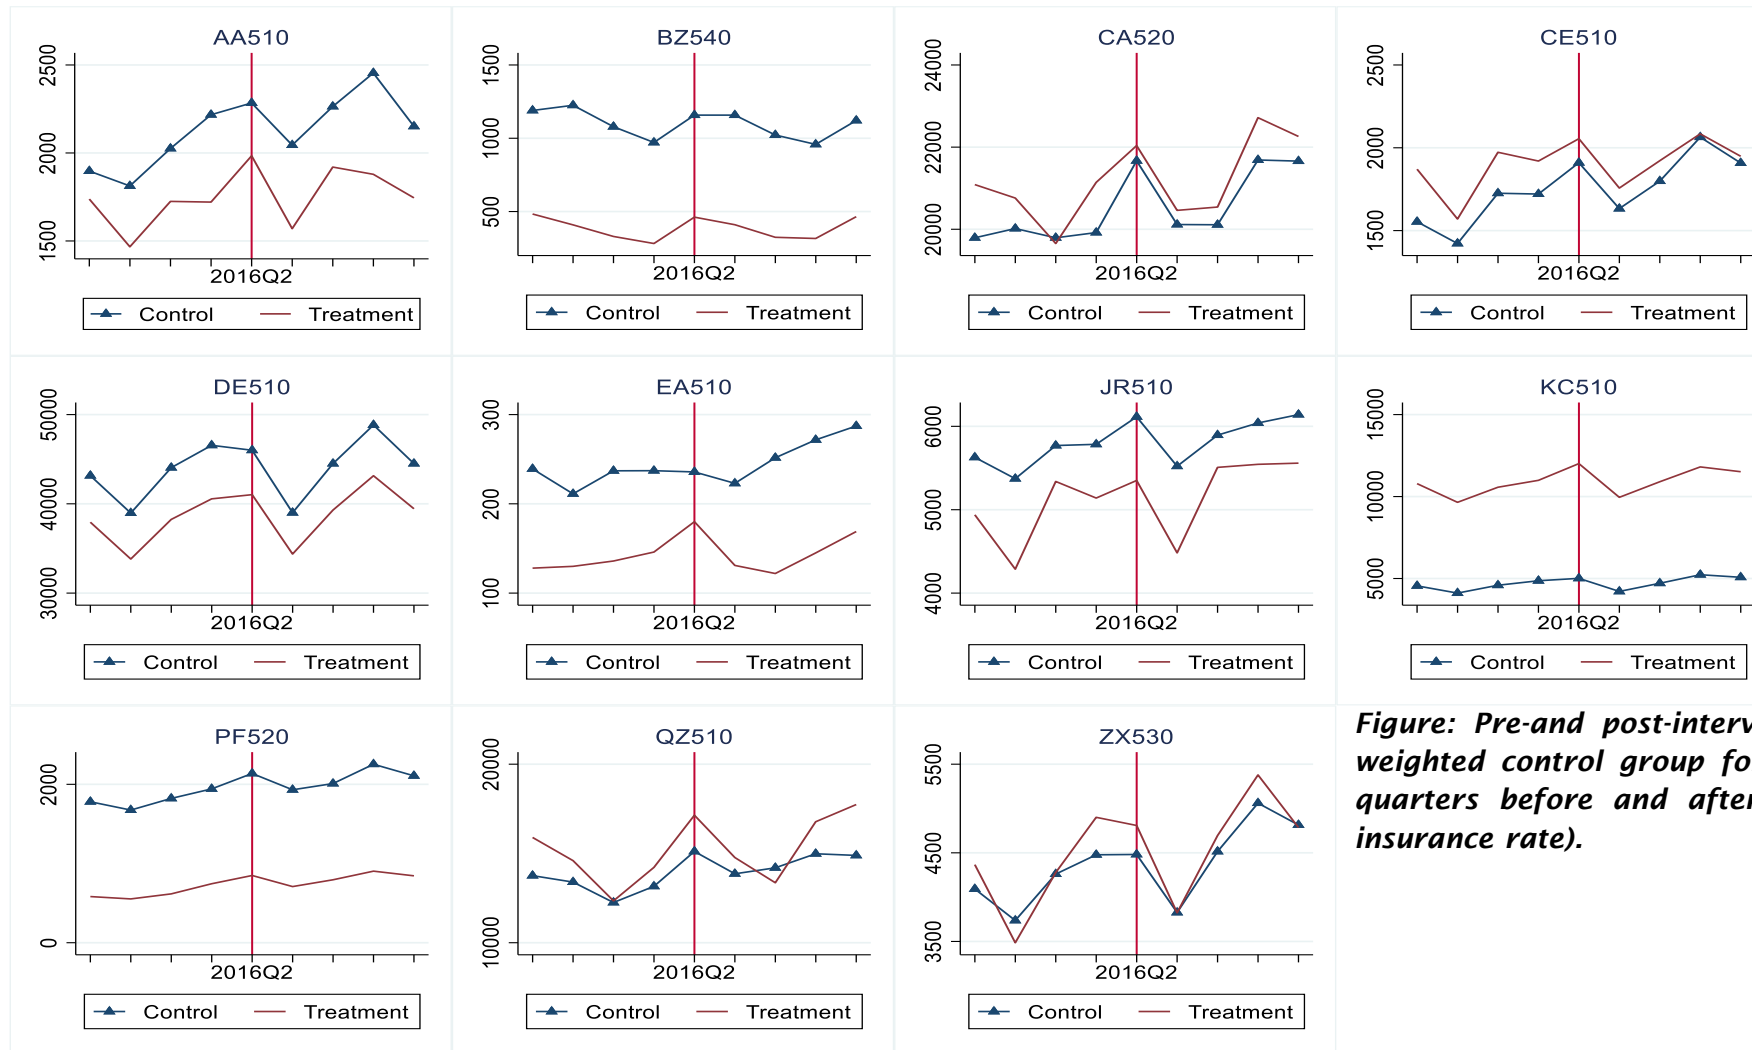 AA510
2500
2000
1500
2016Q2
Control Treatment
BZ540
1500
1000
500
2016Q2
Control Treatment
CA520
24000
22000
20000
2016Q2
Control Treatment
CE510
2500
2000
1500
2016Q2
Control Treatment
DE510
50000
40000
30000
2016Q2
Control Treatment
EA510
300
200
100
2016Q2
Control Treatment
JR510
6000
5000
4000
2016Q2
Control Treatment
KC510
15000
10000
5000
2016Q2
Control Treatment
PF520
2000
0
2016Q2
Control Treatment
QZ510
20000
10000
2016Q2
Control Treatment
ZX530
5500
4500
3500
2016Q2
Control Treatment
Figure: Pre-and post-interv
weighted control group fo
quarters before and after
insurance rate).